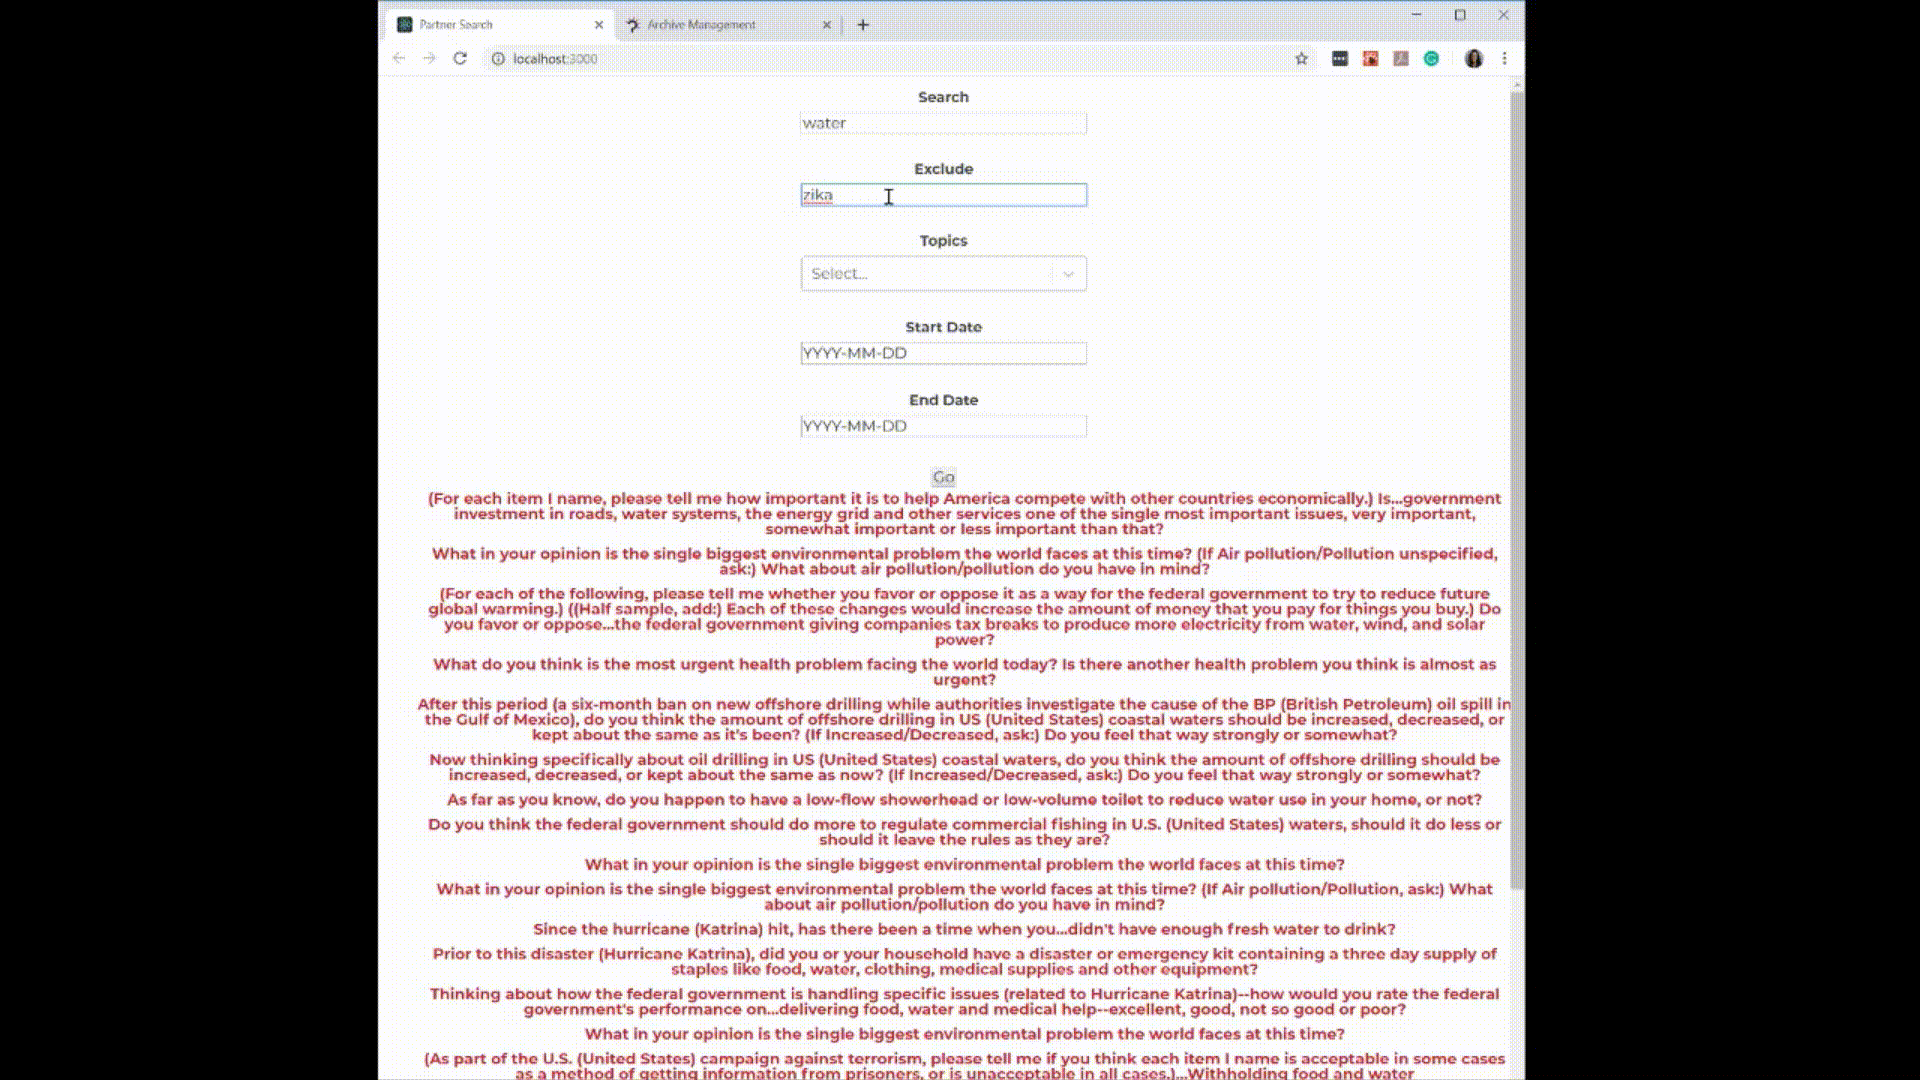 Partner Search
Archive Management
localhost:3000
Search
water
Exclude
zika
Topics
Select...
Start Date
YYYY-MM-DD
End Date
YYYY-MM-DD
Go
(For each item I name, please tell me how important it is to help America compete with other countries economically.) Is...government
investment in roads, water systems, the energy grid and other services one of the single most important issues, very important,
somewhat important or less important than that?
What in your opinion is the single biggest environmental problem the world faces at this time? (If Air pollution/Pollution unspecified,
ask:) What about air pollution/pollution do you have in mind?
(For each of the following, please tell me whether you favor or oppose it as a way for the federal government to try to reduce future
global warming.) ((Half sample, add:) Each of these changes would increase the amount of money that you pay for things you buy.) Do
you favor or oppose...the federal government giving companies tax breaks to produce more electricity from water, wind, and solar
power?
What do you think is the most urgent health problem facing the world today? Is there another health problem you think is almost as
urgent?
After this period (a six-month ban on new offshore drilling while authorities investigate the cause of the BP (British Petroleum) oil spill in
the Gulf of Mexico), do you think the amount of offshore drilling in US (United States) coastal waters should be increased, decreased, or
kept about the same as it's been? (If Increased/Decreased, ask:) Do you feel that way strongly or somewhat?
Now thinking specifically about oil drilling in US (United States) coastal waters, do you think the amount of offshore drilling should be
increased, decreased, or kept about the same as now? (If Increased/Decreased, ask:) Do you feel that way strongly or somewhat?
As far as you know, do you happen to have a low-flow showerhead or low-volume toilet to reduce water use in your home, or not?
Do you think the federal government should do more to regulate commercial fishing in U.S. (United States) waters, should it do less or
should it leave the rules as they are?
What in your opinion is the single biggest environmental problem the world faces at this time?
What in your opinion is the single biggest environmental problem the world faces at this time? (If Air pollution/Pollution, ask:) What
about air pollution/pollution do you have in mind?
Since the hurricane (Katrina) hit, has there been a time when you...didn't have enough fresh water to drink?
Prior to this disaster (Hurricane Katrina), did you or your household have a disaster or emergency kit containing a three day supply of
staples like food, water, clothing, medical supplies and other equipment?
Thinking about how the federal government is handling specific issues (related to Hurricane Katrina)--how would you rate the federal
government's performance on...delivering food, water and medical help--excellent, good, not so good or poor?
What in your opinion is the single biggest environmental problem the world faces at this time?
(As part of the U.S. (United States) campaign against terrorism, please tell me if you think each item I name is acceptable in some cases
as a method of getting information from prisoners, or is unacceptable in all cases.)...Withholding food and water